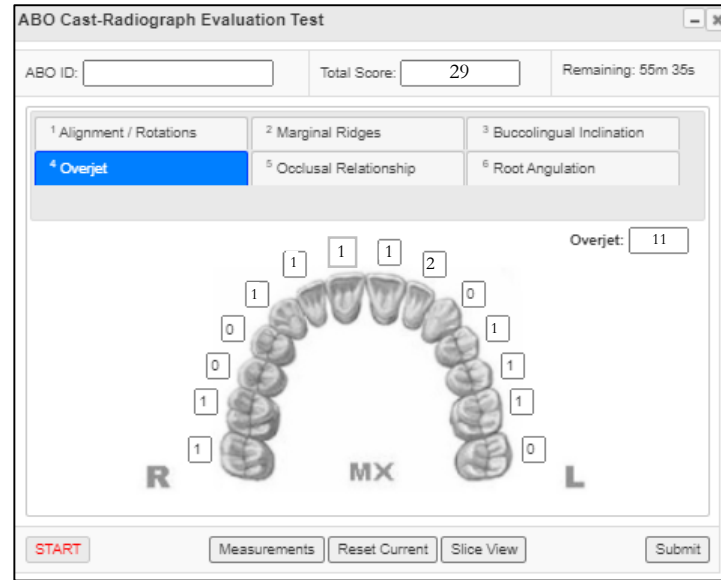 ABO Cast-Radiograph Evaluation Test
ABO ID: Total Score: 29 Remaining: 55m 35s
1 Alignment / Rotations 2 Marginal Ridges 3 Buccolingual Inclination
4 Overjet 5 Occlusal Relationship 6 Root Angulation
Overjet: 11
1 1 1 2
1 0
0 1
0 1
1 1
1 0
R MX L
START Measurements Reset Current Slice View Submit